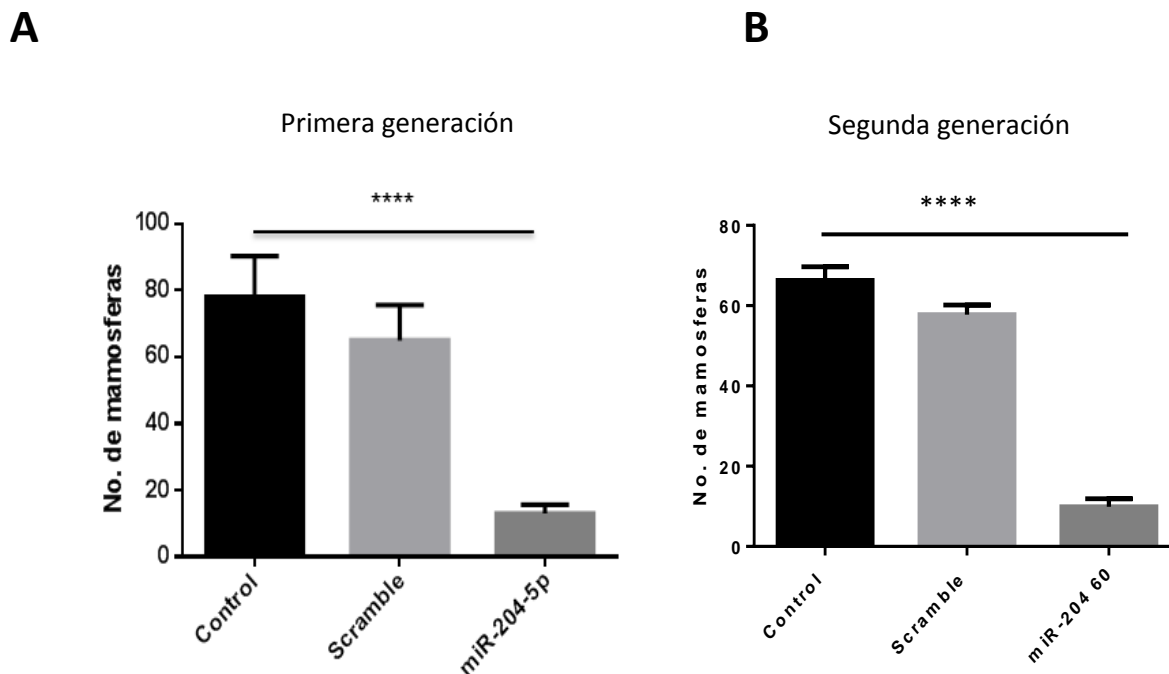 A
Primera generación
****
No. de mamosferas
100
80
60
40
20
0
Control
Scramble
miR-204-5p
B
Segunda generación
****
No. de mamosferas
80
60
40
20
0
Control
Scramble
miR-204 60